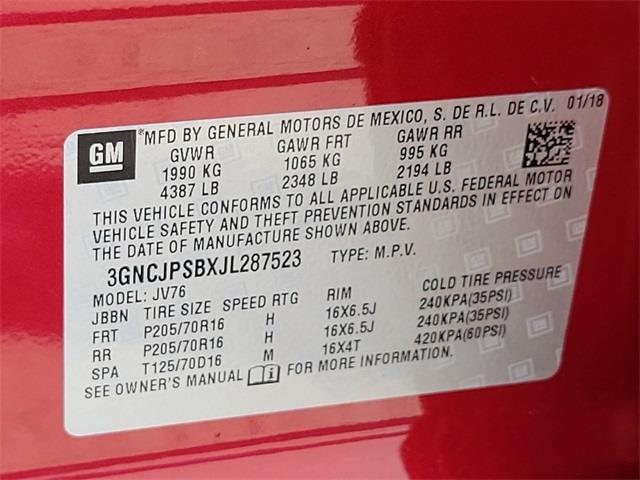 GM ®MFD BY GENERAL MOTORS DE MEXICO, S. DE R.L. DE C.V. 01/18
GVWR GAWR FRT GAWR RR
1990 KG 1065 KG 995 KG
4387 LB 2348 LB 2194 LB
THIS VEHICLE CONFORMS TO ALL APPLICABLE U.S. FEDERAL MOTOR
VEHICLE SAFETY AND THEFT PREVENTION STANDARDS IN EFFECT ON
THE DATE OF MANUFACTURE SHOWN ABOVE.
3GNCJPSBXJL287523 TYPE: M.P.V.
MODEL: JV76
JBBN TIRE SIZE SPEED RTG RIM COLD TIRE PRESSURE
FRT P205/70R16 H 16X6.5J 240KPA(35PSI)
RR P205/70R16 H 16X6.5J 240KPA(35PSI)
SPA T125/70D16 M 16X4T 420KPA(60PSI)
SEE OWNER'S MANUAL FOR MORE INFORMATION.